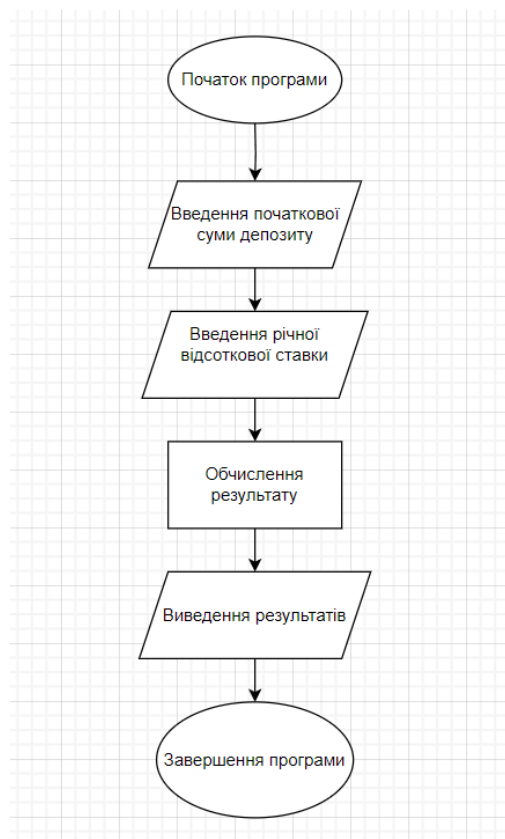 Початок програми
Введення початкової
суми депозиту
Введення річної
відсоткової ставки
Обчислення
результату
Виведення результатів
Завершення програми